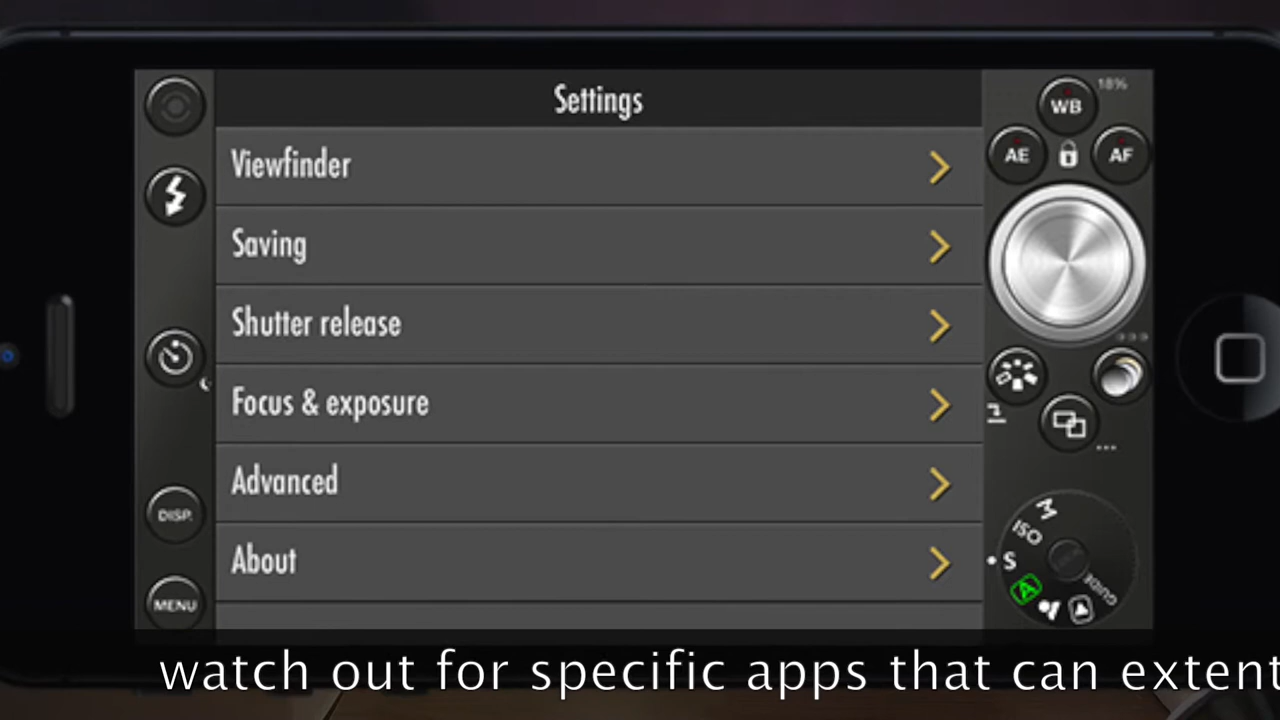 Settings
18%
WB
AE
AF
Viewfinder
Saving
Shutter release
Focus & exposure
Advanced
About
DISP.
MENU
M
ISO
S
A
GUIDE
watch out for specific apps that can extent